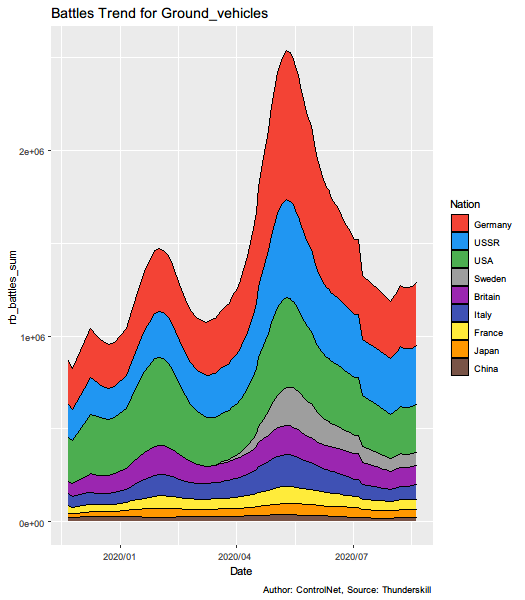 Battles Trend for Ground_vehicles
rb_battles_sum
2e+06
1e+06
0e+00
2020/01
2020/04
2020/07
Date
Nation
Germany
USSR
USA
Sweden
Britain
Italy
France
Japan
China
Author: ControlNet, Source: Thunderskill